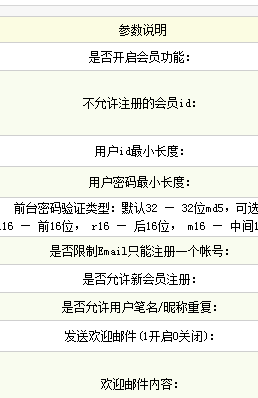 参数说明
是否开启会员功能：
不允许注册的会员id：
用户id最小长度：
用户密码最小长度：
前台密码验证类型：默认32 — 32位md5，可选
l16 — 前16位， r16 — 后16位， m16 — 中间1
是否限制Email只能注册一个帐号：
是否允许新会员注册：
是否允许用户笔名/昵称重复：
发送欢迎邮件(1开启0关闭)：
欢迎邮件内容：